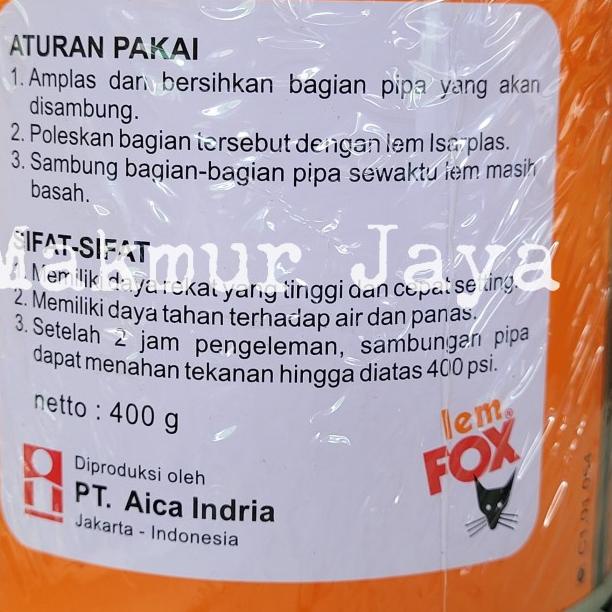 ATURAN PAKAI
1. Amplas dan bersihkan bagian pipa yang akan
disambung.
2. Poleskan bagian tersebut dengan lem Isarplas.
3. Sambung bagian-bagian pipa sewaktu lem masih
basah.
SIFAT-SIFAT
Makmur Jaya
1. Memiliki daya rekat yang tinggi dan cepat setting.
2. Memiliki daya tahan terhadap air dan panas.
3. Setelah 2 jam pengeleman, sambungan pipa
dapat menahan tekanan hingga diatas 400 psi.
netto : 400 g
lem
FOX®
Diproduksi oleh
PT. Aica Indria
Jakarta - Indonesia